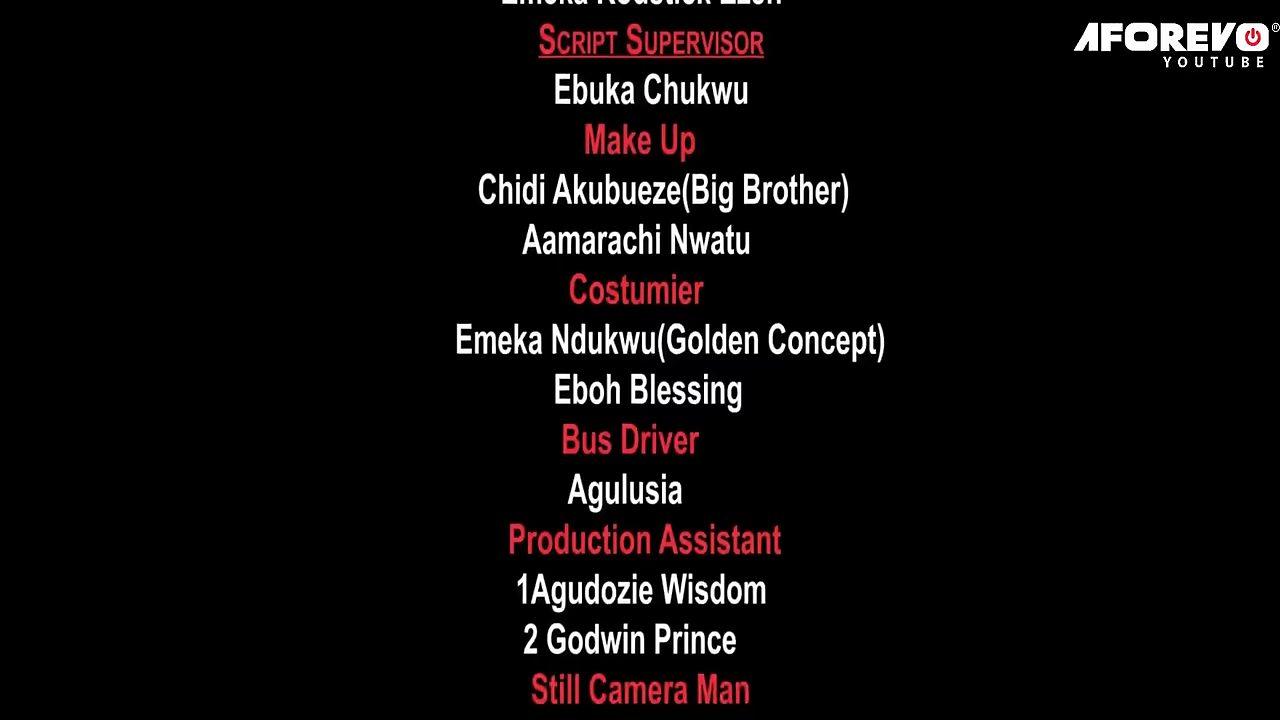 SCRIPT SUPERVISOR
Ebuka Chukwu
Make Up
Chidi Akubueze(Big Brother)
Aamarachi Nwatu
Costumier
Emeka Ndukwu(Golden Concept)
Eboh Blessing
Bus Driver
Agulusia
Production Assistant
1Agudozie Wisdom
2 Godwin Prince
Still Camera Man
AFOREVO®
YOUTUBE